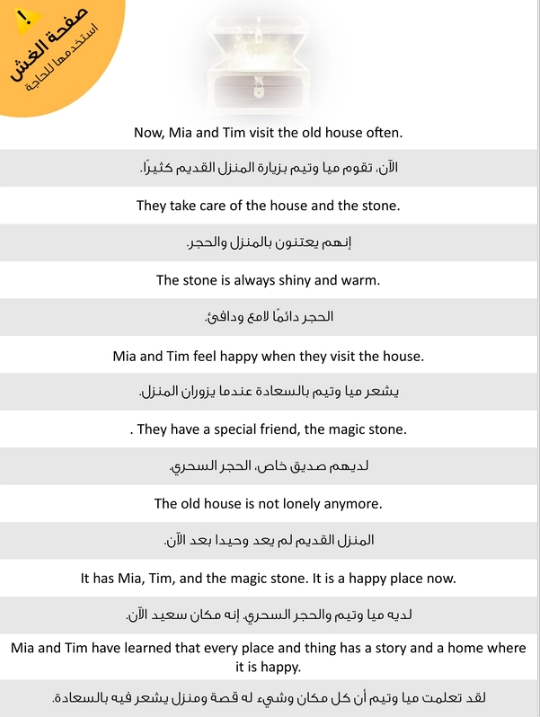 صفحة الغش
استخدمها للحاجة
Now, Mia and Tim visit the old house often.
الآن، تقوم ميا وتيم بزيارة المنزل القديم كثيرًا.
They take care of the house and the stone.
إنهم يعتنون بالمنزل والحجر.
The stone is always shiny and warm.
الحجر دائمًا لامع ودافئ.
Mia and Tim feel happy when they visit the house.
يشعر ميا وتيم بالسعادة عندما يزوران المنزل.
. They have a special friend, the magic stone.
لديهم صديق خاص، الحجر السحري.
The old house is not lonely anymore.
المنزل القديم لم يعد وحيدا بعد الآن.
It has Mia, Tim, and the magic stone. It is a happy place now.
لديه ميا وتيم والحجر السحري. إنه مكان سعيد الآن.
Mia and Tim have learned that every place and thing has a story and a home where
it is happy.
لقد تعلمت ميا وتيم أن كل مكان وشيء له قصة ومنزل يشعر فيه بالسعادة.